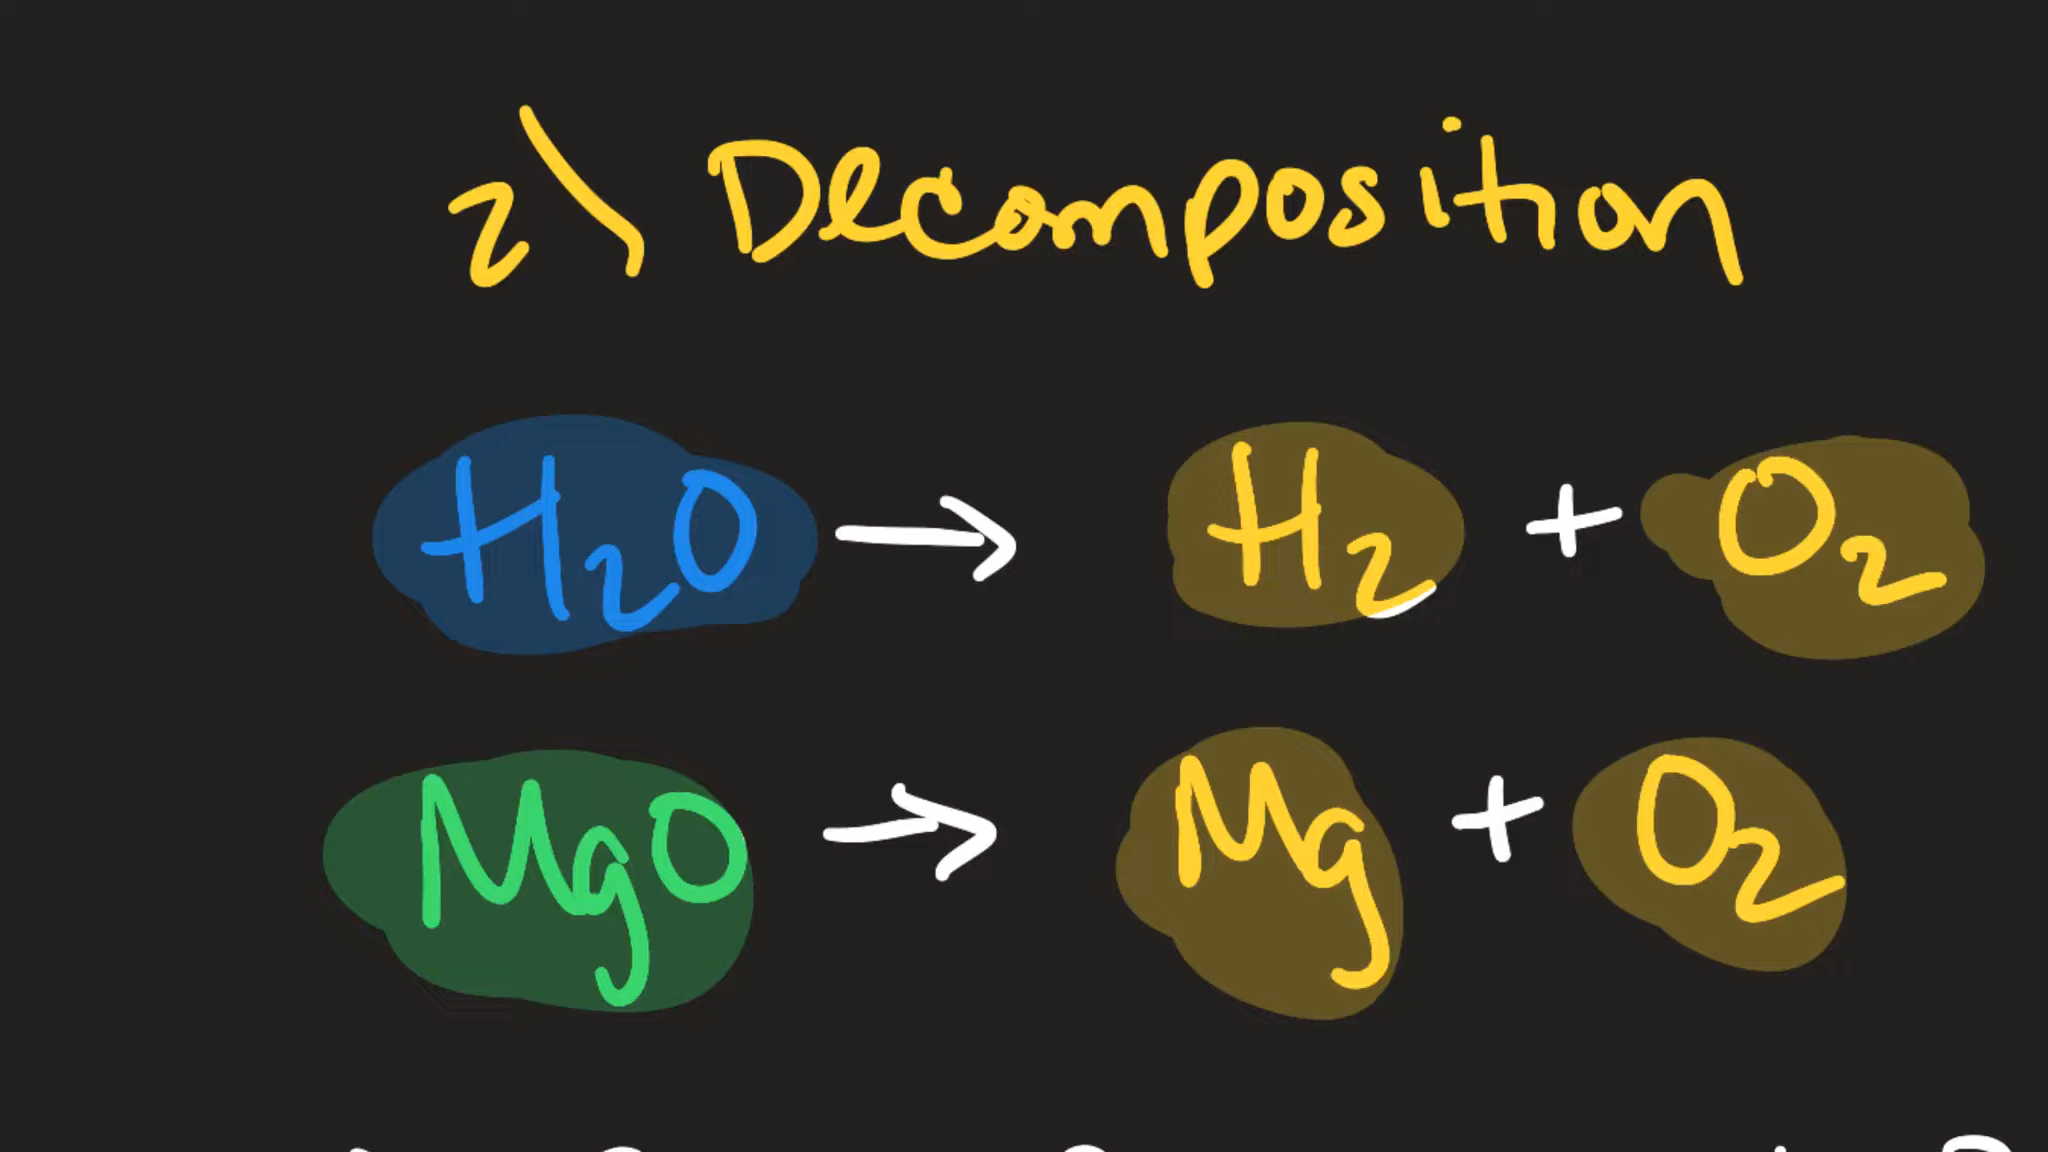 2) Decomposition
H₂O → H₂ + O₂
MgO → Mg + O₂